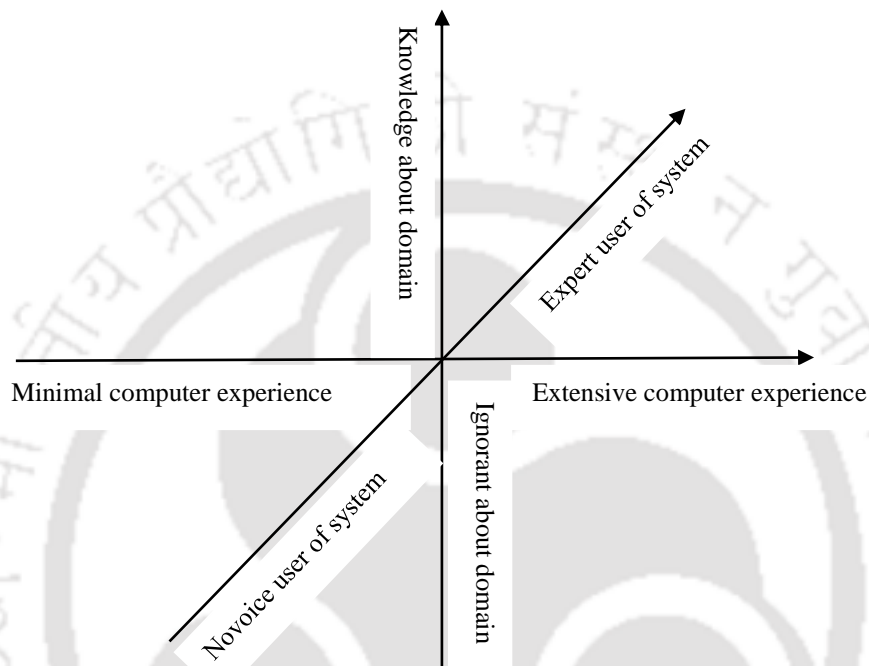 Knowledge about domain
Expert user of system
Minimal computer experience
Extensive computer experience
Ignorant about domain
Novoice user of system